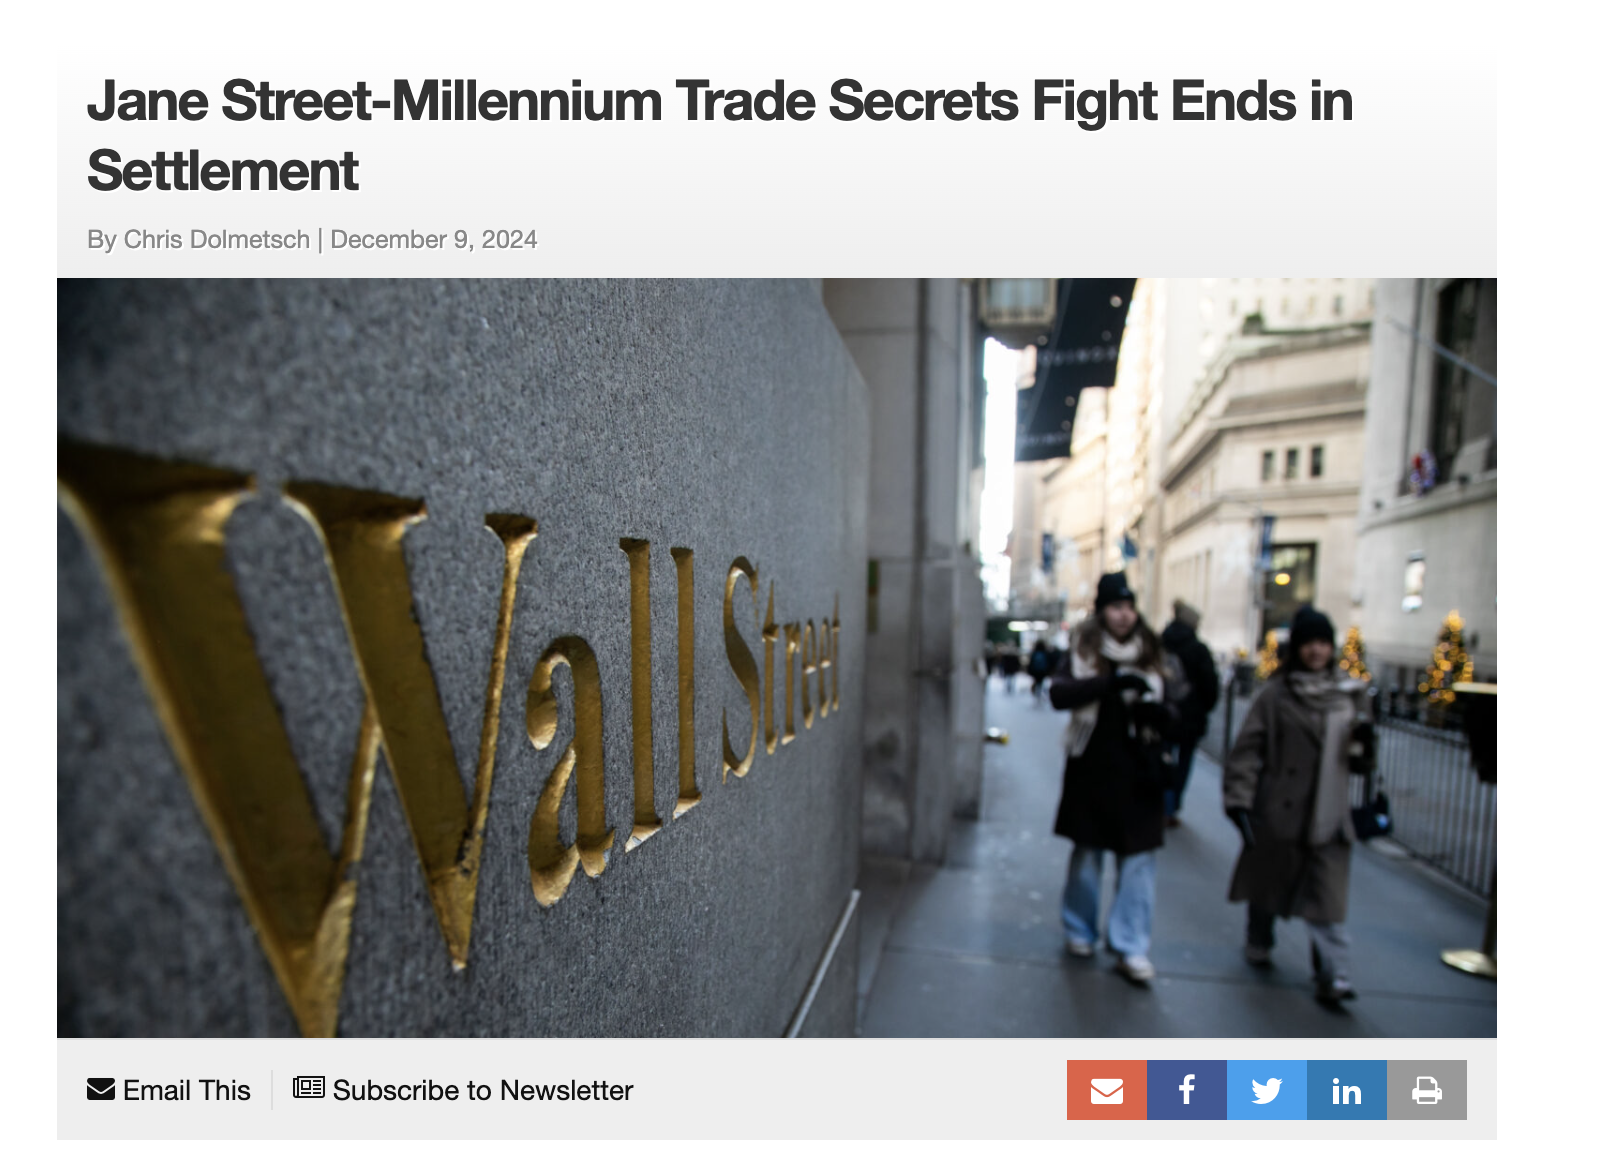 Jane Street-Millennium Trade Secrets Fight Ends in
Settlement
By Chris Dolmetsch | December 9, 2024
Wall Street
Email This
Subscribe to Newsletter